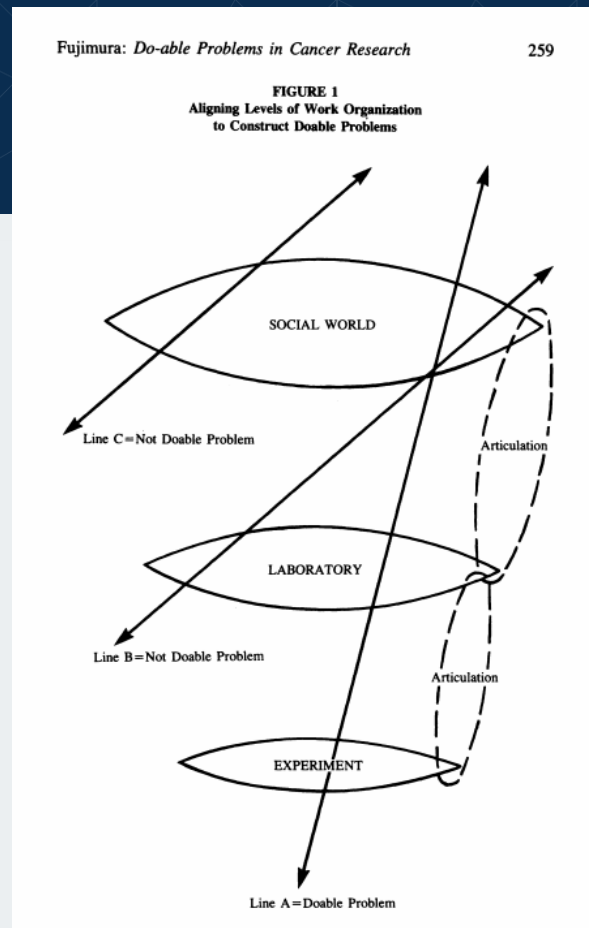 Fujimura: Do-able Problems in Cancer Research 259
FIGURE 1
Aligning Levels of Work Organization
to Construct Doable Problems
SOCIAL WORLD
Line C=Not Doable Problem
Articulation
LABORATORY
Line B=Not Doable Problem
Articulation
EXPERIMENT
Line A=Doable Problem